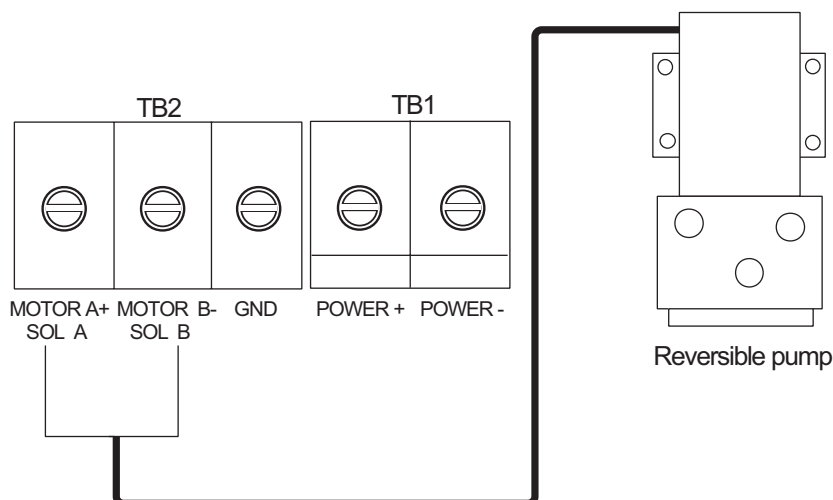 TB2
TB1
MOTOR A+ MOTOR B- GND
SOL A SOL B
POWER + POWER -
Reversible pump